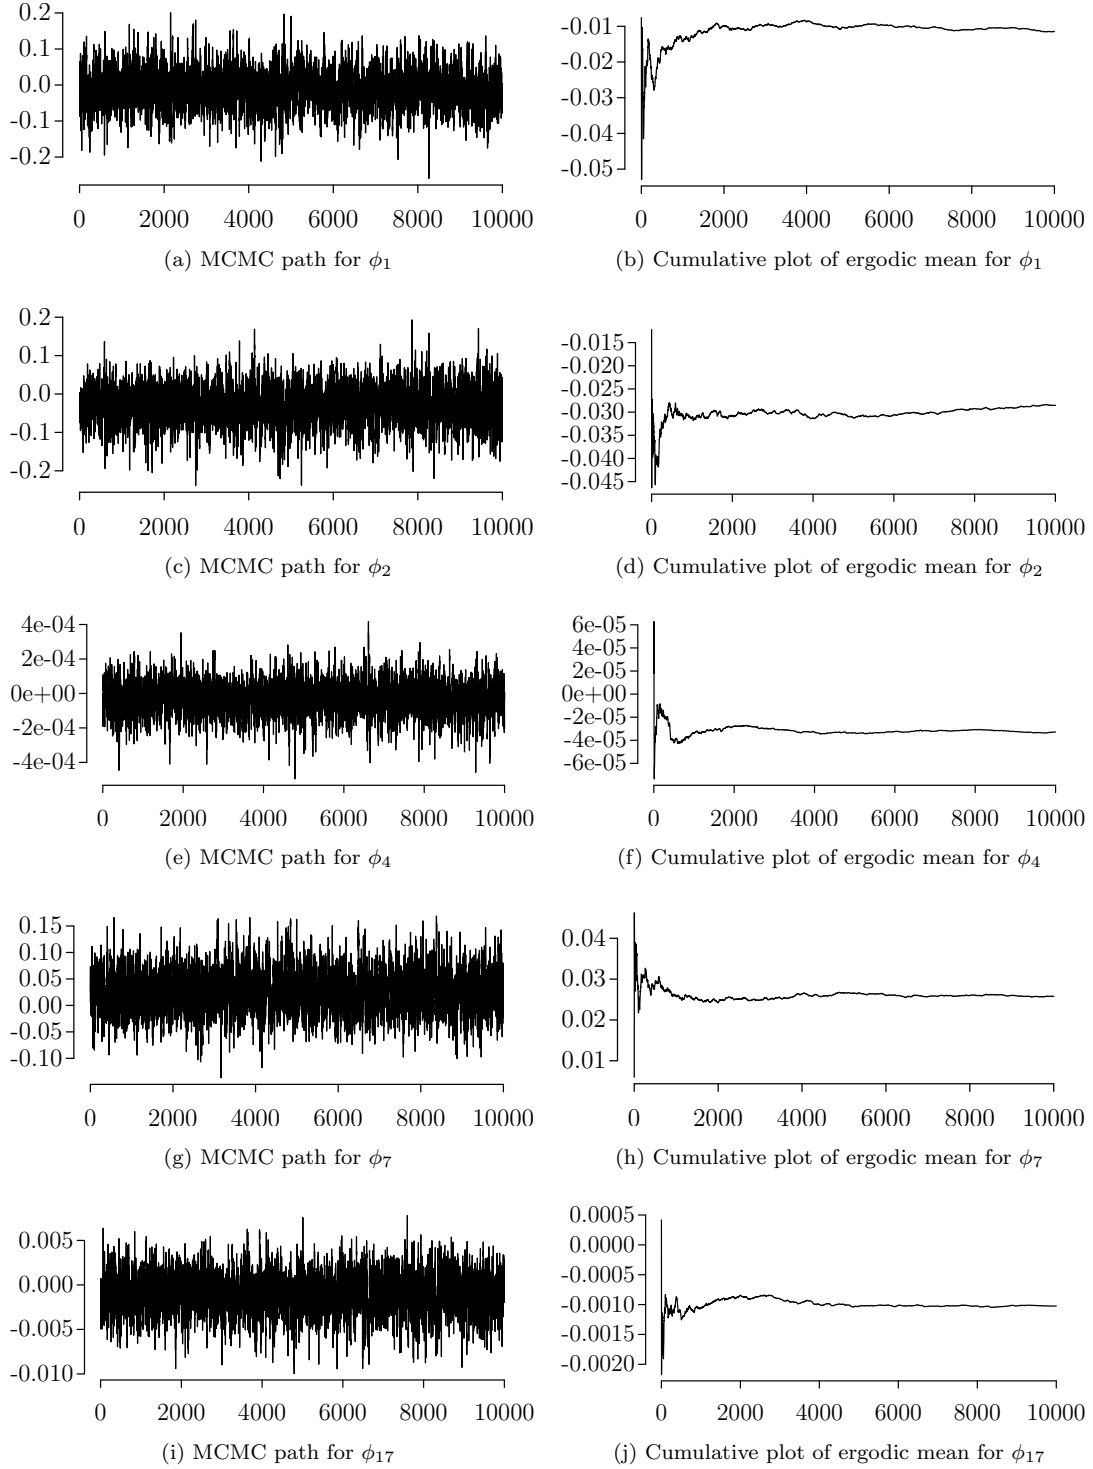 0.2
0.1
0.0
-0.1
-0.2
0 2000 4000 6000 8000 10000
(a) MCMC path for ϕ1
-0.01
-0.02
-0.03
-0.04
-0.05
0 2000 4000 6000 8000 10000
(b) Cumulative plot of ergodic mean for ϕ1
0.2
0.1
0.0
-0.1
-0.2
0 2000 4000 6000 8000 10000
(c) MCMC path for ϕ2
-0.015
-0.020
-0.025
-0.030
-0.035
-0.040
-0.045
0 2000 4000 6000 8000 10000
(d) Cumulative plot of ergodic mean for ϕ2
4e-04
2e-04
0e+00
-2e-04
-4e-04
0 2000 4000 6000 8000 10000
(e) MCMC path for ϕ4
6e-05
4e-05
2e-05
0e+00
-2e-05
-4e-05
-6e-05
0 2000 4000 6000 8000 10000
(f) Cumulative plot of ergodic mean for ϕ4
0.15
0.10
0.05
0.00
-0.05
-0.10
0 2000 4000 6000 8000 10000
(g) MCMC path for ϕ7
0.04
0.03
0.02
0.01
0 2000 4000 6000 8000 10000
(h) Cumulative plot of ergodic mean for ϕ7
0.005
0.000
-0.005
-0.010
0 2000 4000 6000 8000 10000
(i) MCMC path for ϕ17
0.0005
0.0000
-0.0005
-0.0010
-0.0015
-0.0020
0 2000 4000 6000 8000 10000
(j) Cumulative plot of ergodic mean for ϕ17